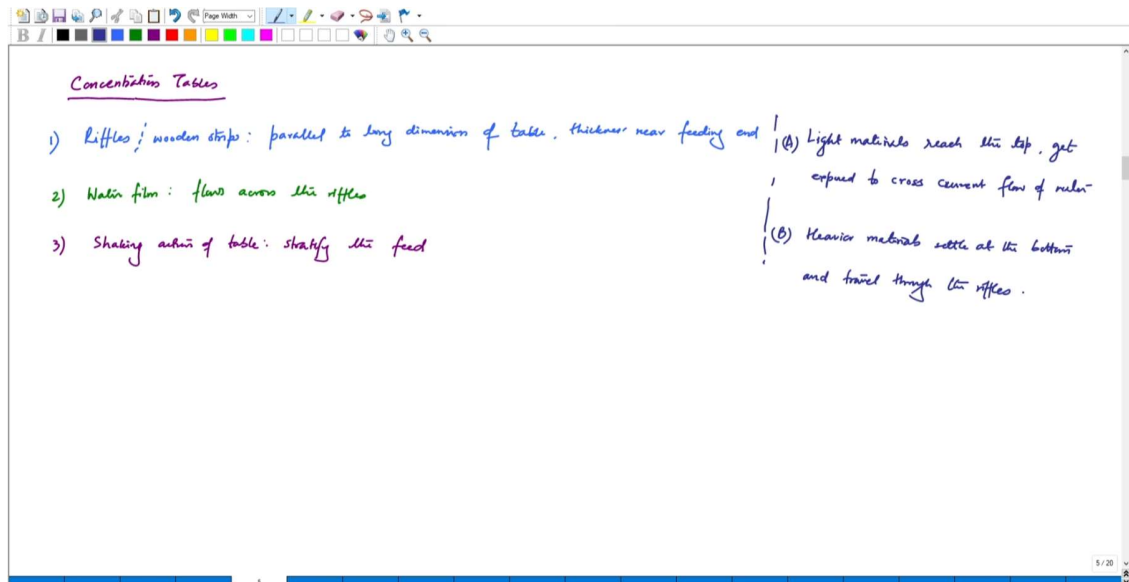 Page Width
B I
Concentration Tables
1) Riffles / wooden strips : parallel to long dimension of table, thickness near feeding end
2) Water film : flows across the riffles
3) Shaking action of table : stratify the feed
(A) Light materials reach the top, get
exposed to cross current flow of water
(B) Heavier materials settle at the bottom
and travel through the riffles.
5 / 20